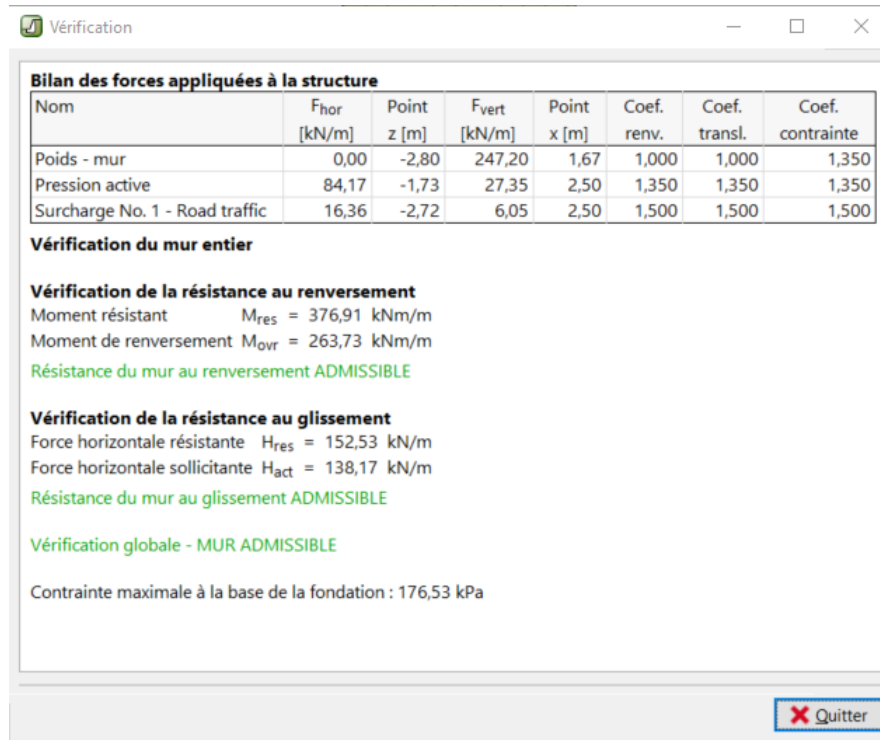 Vérification
Bilan des forces appliquées à la structure
Nom Fhor Point Fvert Point Coef. Coef. Coef.
[kN/m] z [m] [kN/m] x [m] renv. transl. contrainte
Poids - mur 0,00 -2,80 247,20 1,67 1,000 1,000 1,350
Pression active 84,17 -1,73 27,35 2,50 1,350 1,350 1,350
Surcharge No. 1 - Road traffic 16,36 -2,72 6,05 2,50 1,500 1,500 1,500
Vérification du mur entier
Vérification de la résistance au renversement
Moment résistant Mres = 376,91 kNm/m
Moment de renversement Movr = 263,73 kNm/m
Résistance du mur au renversement ADMISSIBLE
Vérification de la résistance au glissement
Force horizontale résistante Hres = 152,53 kN/m
Force horizontale sollicitante Hact = 138,17 kN/m
Résistance du mur au glissement ADMISSIBLE
Vérification globale - MUR ADMISSIBLE
Contrainte maximale à la base de la fondation : 176,53 kPa
Quitter